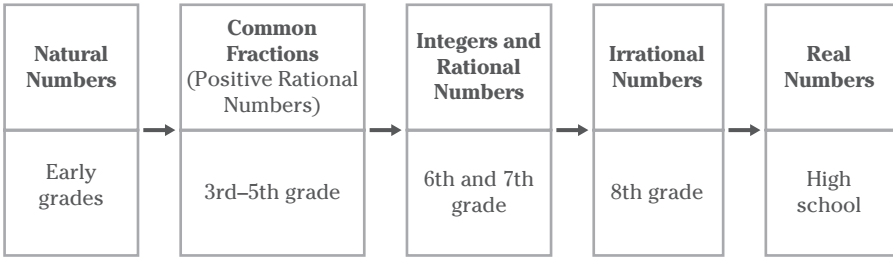 Natural
Numbers
Early
grades
Common
Fractions
(Positive Rational
Numbers)
3rd–5th grade
Integers and
Rational
Numbers
6th and 7th
grade
Irrational
Numbers
8th grade
Real
Numbers
High
school